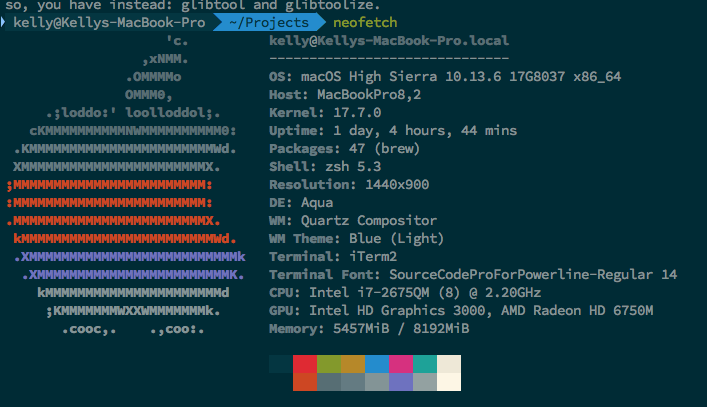 so, you have instead: glibtool and glibtoolize.
kelly@Kellys-MacBook-Pro ~/Projects neofetch
'c. kelly@Kellys-MacBook-Pro.local
,xNMM. ------------------------------
.OMMMMo OS: macOS High Sierra 10.13.6 17G8037 x86_64
OMMM0, Host: MacBookPro8,2
.;loddo:' loolloddol;. Kernel: 17.7.0
cKMMMMMMMMMMNWMMMMMMMMMM0: Uptime: 1 day, 4 hours, 44 mins
.KMMMMMMMMMMMMMMMMMMMMMMMWd. Packages: 47 (brew)
XMMMMMMMMMMMMMMMMMMMMMMMX. Shell: zsh 5.3
;MMMMMMMMMMMMMMMMMMMMMMMM: Resolution: 1440x900
:MMMMMMMMMMMMMMMMMMMMMMMM: DE: Aqua
.MMMMMMMMMMMMMMMMMMMMMMMMX. WM: Quartz Compositor
kMMMMMMMMMMMMMMMMMMMMMMMMWd. WM Theme: Blue (Light)
.XMMMMMMMMMMMMMMMMMMMMMMMMMMk Terminal: iTerm2
.XMMMMMMMMMMMMMMMMMMMMMMMMK. Terminal Font: SourceCodeProForPowerline-Regular 14
kMMMMMMMMMMMMMMMMMMMMMMd CPU: Intel i7-2675QM (8) @ 2.20GHz
;KMMMMMMMWXXWMMMMMMMk. GPU: Intel HD Graphics 3000, AMD Radeon HD 6750M
.cooc,. .,coo:. Memory: 5457MiB / 8192MiB